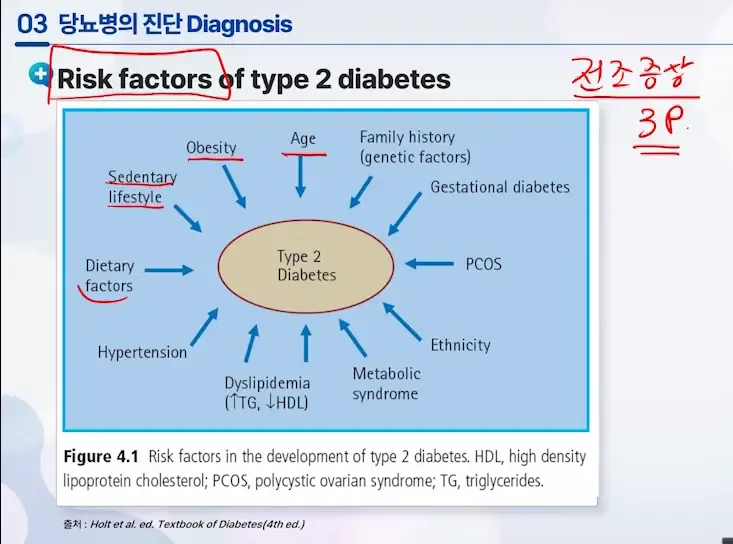 03 당뇨병의 진단 Diagnosis
Risk factors of type 2 diabetes
전조증상
3P.
Obesity
Age
Family history
(genetic factors)
Sedentary
lifestyle
Gestational diabetes
Type 2
Diabetes
Dietary
factors
PCOS
Hypertension
Ethnicity
Dyslipidemia
(↑TG, ↓HDL)
Metabolic
syndrome
Figure 4.1 Risk factors in the development of type 2 diabetes. HDL, high density
lipoprotein cholesterol; PCOS, polycystic ovarian syndrome; TG, triglycerides.
출처 : Holt et al. ed. Textbook of Diabetes(4th ed.)